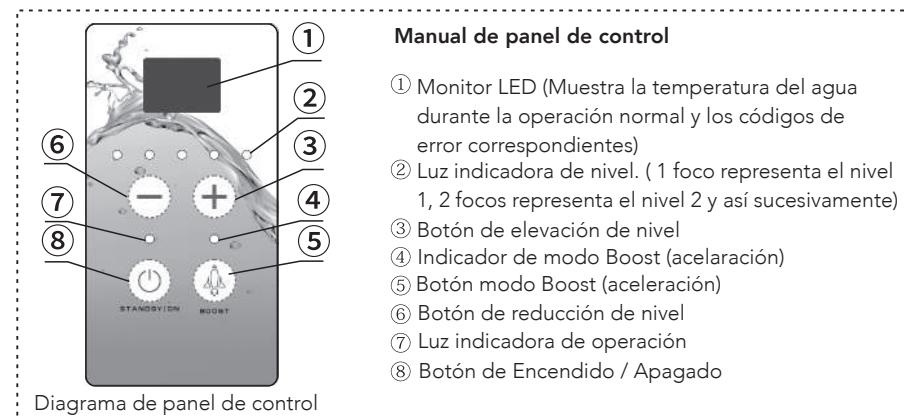 Manual de panel de control
① Monitor LED (Muestra la temperatura del agua
durante la operación normal y los códigos de
error correspondientes)
② Luz indicadora de nivel. ( 1 foco representa el nivel
1, 2 focos representa el nivel 2 y así sucesivamente)
③ Botón de elevación de nivel
④ Indicador de modo Boost (acelaración)
⑤ Botón modo Boost (aceleración)
⑥ Botón de reducción de nivel
⑦ Luz indicadora de operación
⑧ Botón de Encendido / Apagado
①
②
③
④
⑤
⑥
⑦
⑧
STANDBY|ON BOOST
Diagrama de panel de control